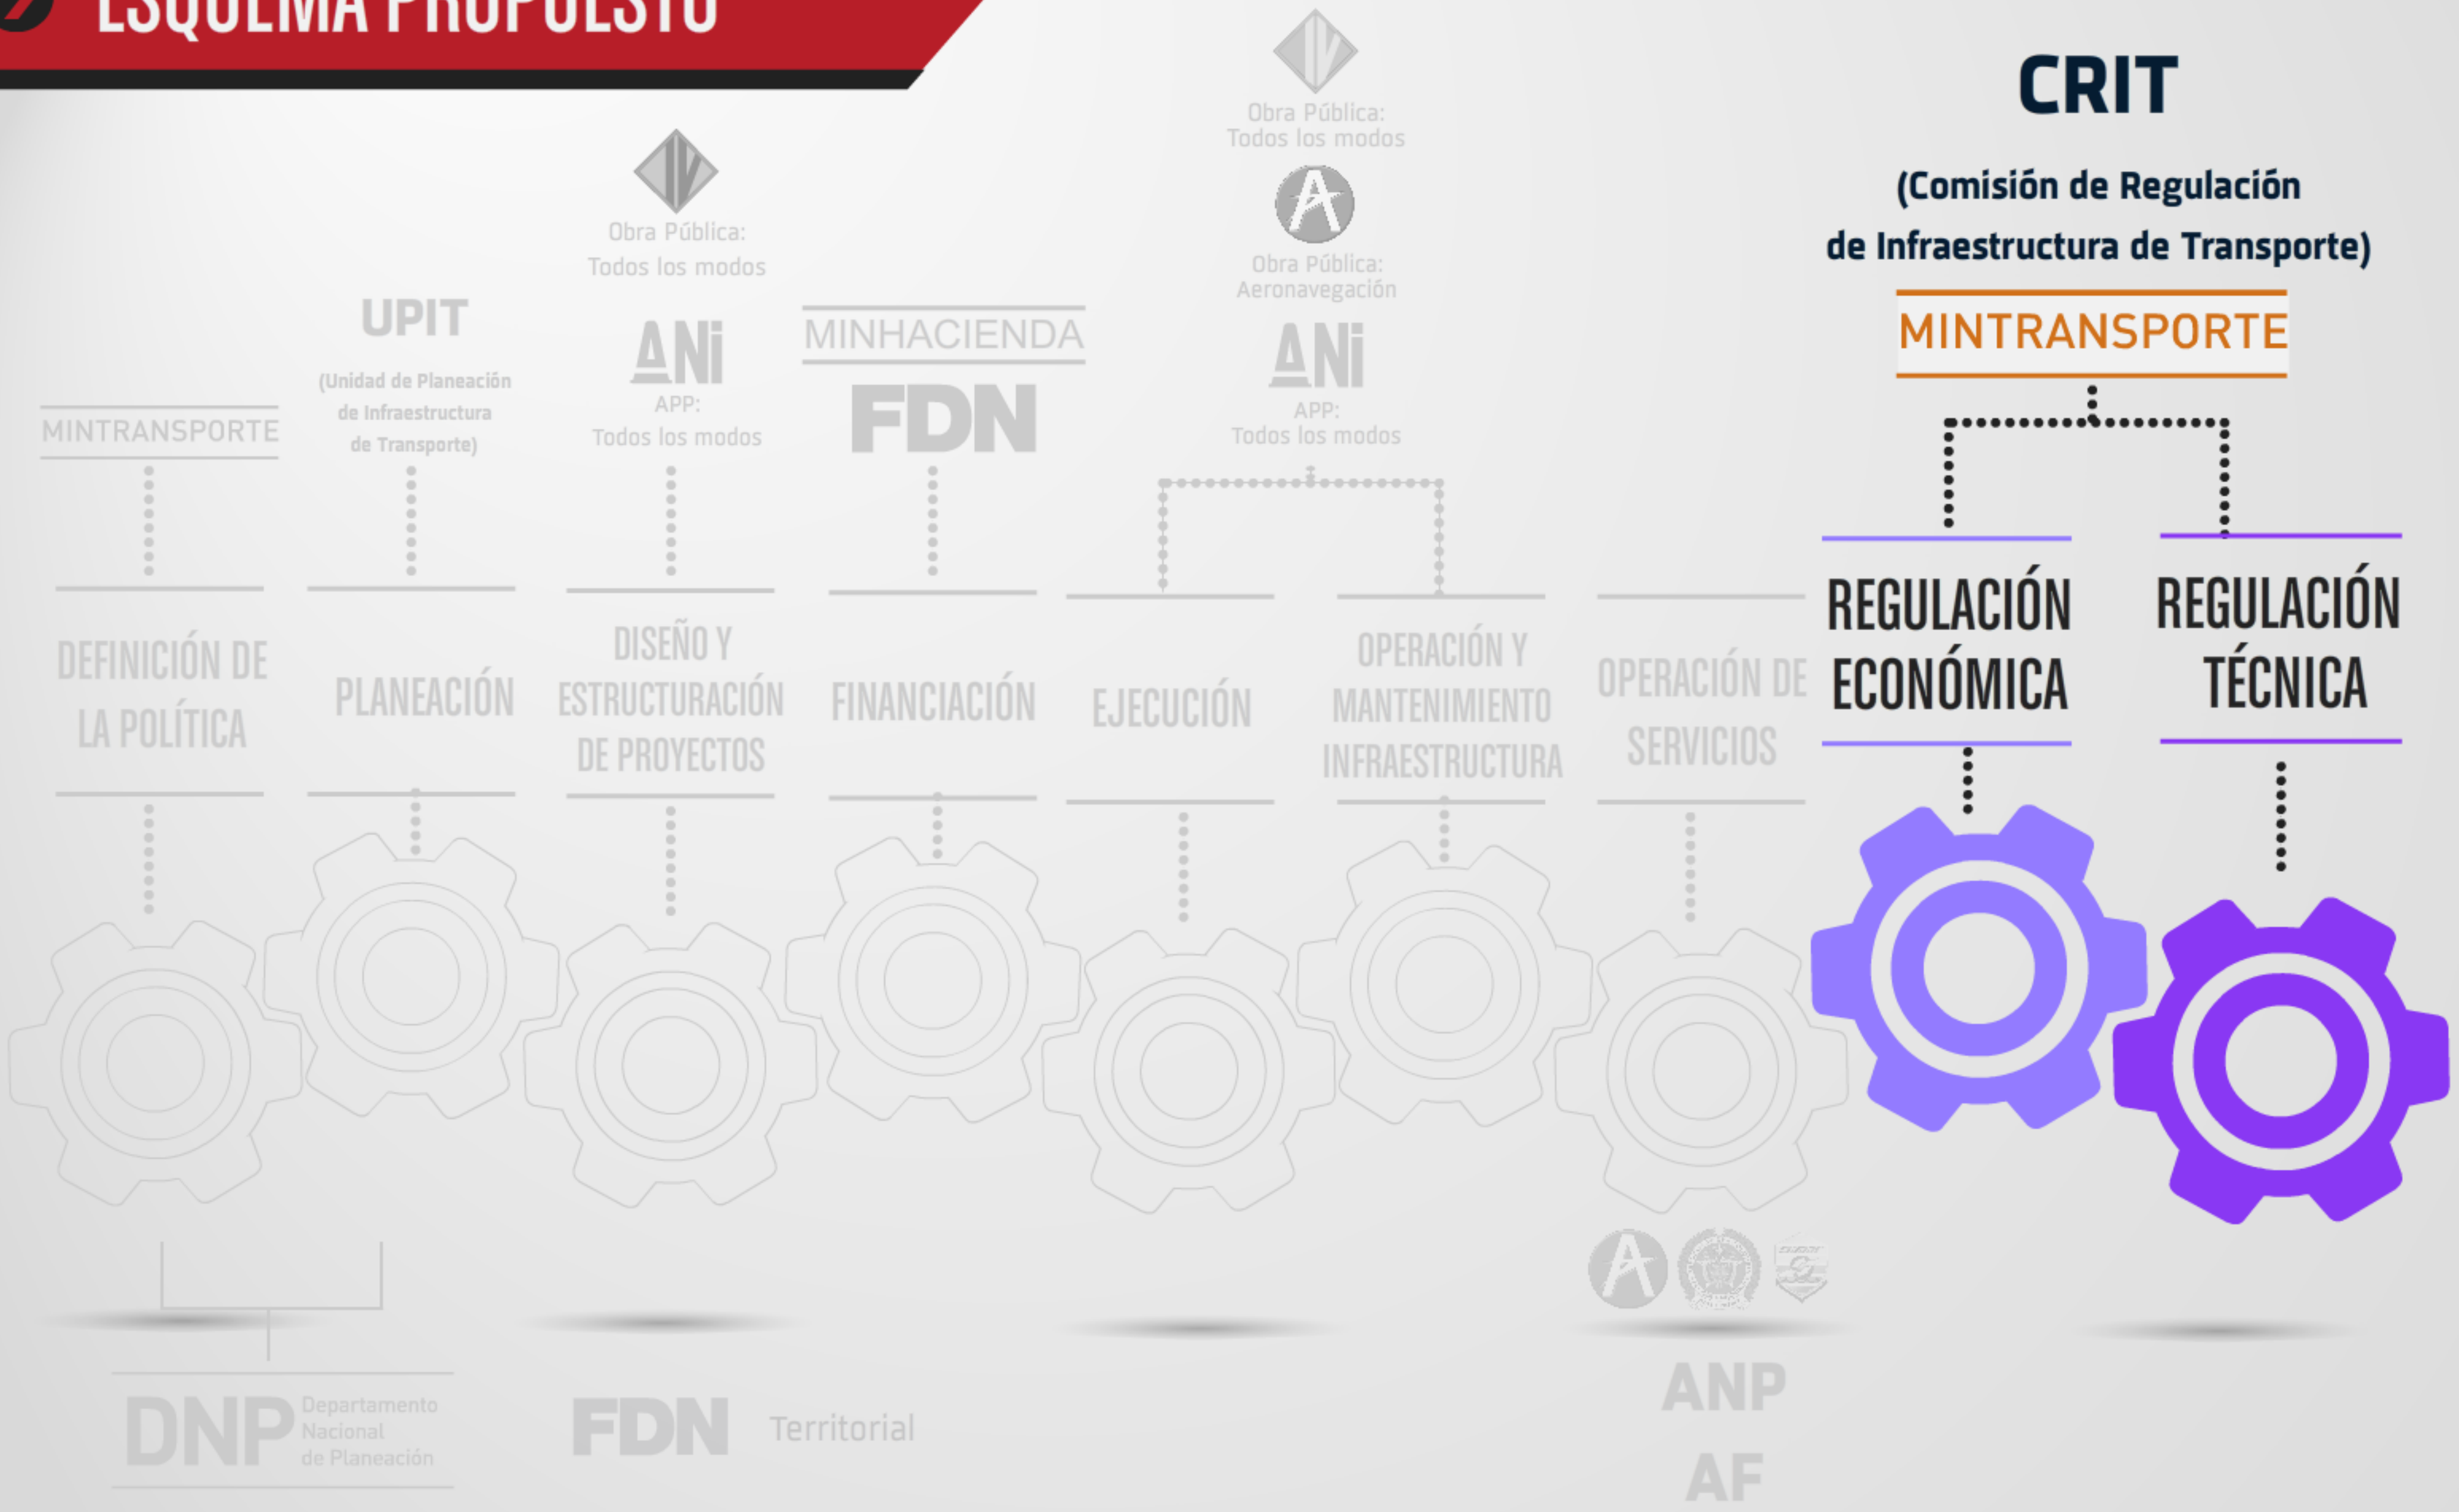 ESQUEMA PROPUESTO
MINTRANSPORTE
DEFINICIÓN DE
LA POLÍTICA
UPIT
(Unidad de Planeación
de Infraestructura
de Transporte)
PLANEACIÓN
Obra Pública:
Todos los modos
ANi
APP:
Todos los modos
DISEÑO Y
ESTRUCTURACIÓN
DE PROYECTOS
MINHACIENDA
FDN
FINANCIACIÓN
Obra Pública:
Todos los modos
Obra Pública:
Aeronavegación
ANi
APP:
Todos los modos
EJECUCIÓN
OPERACIÓN Y
MANTENIMIENTO
INFRAESTRUCTURA
OPERACIÓN DE
SERVICIOS
CRIT
(Comisión de Regulación
de Infraestructura de Transporte)
MINTRANSPORTE
REGULACIÓN
ECONÓMICA
REGULACIÓN
TÉCNICA
DNP
Departamento
Nacional
de Planeación
FDN
Territorial
ANP
AF